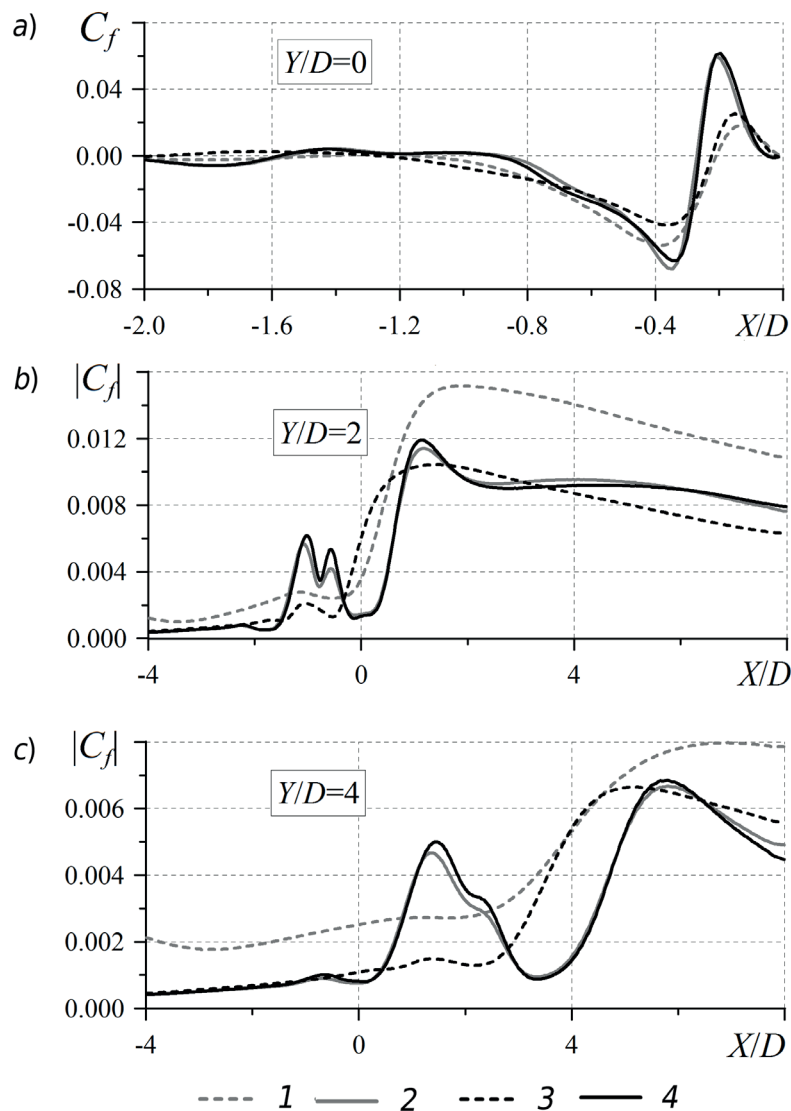 a) C_f
Y/D=0
0.04
0.00
-0.04
-0.08
-2.0 -1.6 -1.2 -0.8 -0.4 X/D
b) |C_f|
Y/D=2
0.012
0.008
0.004
0.000
-4 0 4 X/D
c) |C_f|
Y/D=4
0.006
0.004
0.002
0.000
-4 0 4 X/D
1 2 3 4